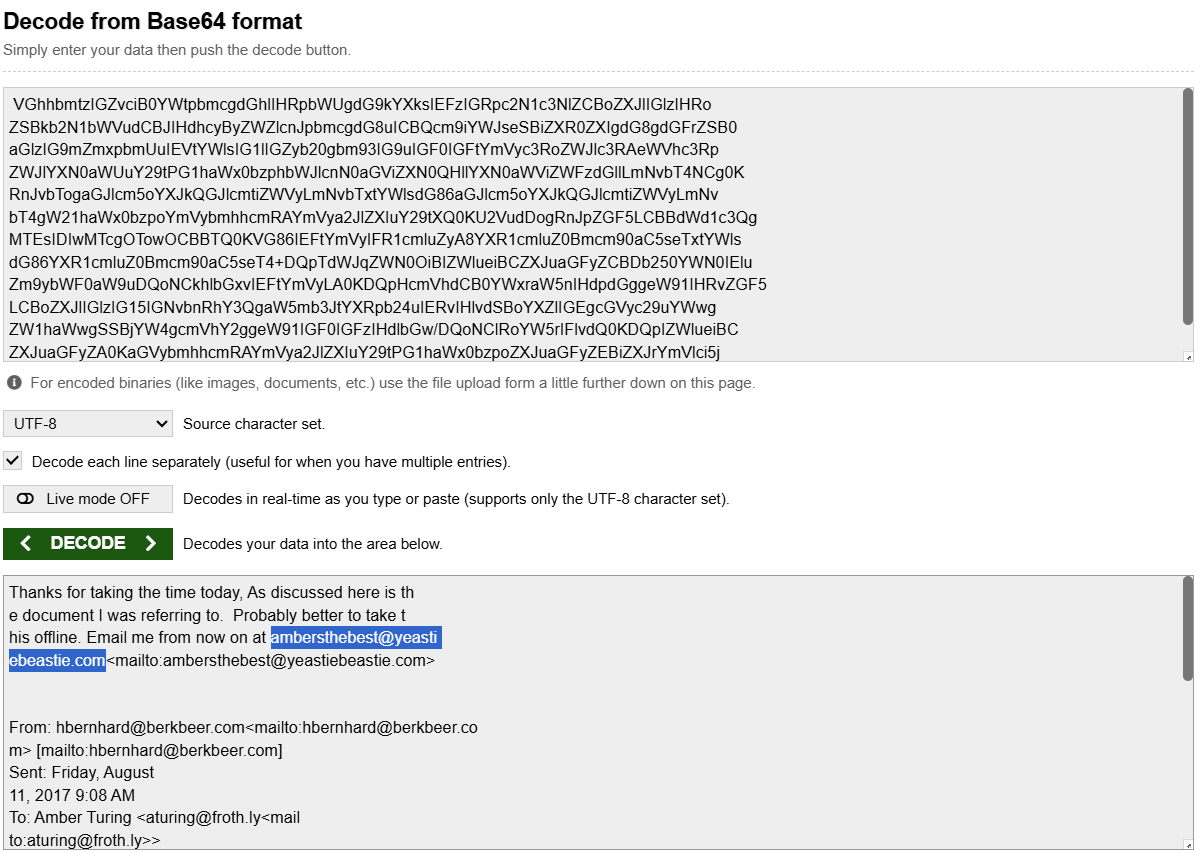 Decode from Base64 format
Simply enter your data then push the decode button.
VGhhbmtzIGZvciB0YWtpbmcgdGhlIHRpbWUgdG9kYXksIEFzIGRpc2N1c3NlZCBoZXJlIGlzIHRo
ZSBkb2N1bWVudCBJIHdhcyByZWZlcnJpbmcgdG8uICBQcm9iYWJseSBiZXR0ZXIgdG8gdGFrZSB0
aGlzIG9mZmxpbmUuIEVtYWlsIG1lIGZyb20gbm93IG9uIGF0IGFtYmVyc3RoZWJlc3RAeWVhc3Rp
ZWJlYXN0aWUuY29tPG1haWx0bzphbWJlcnN0aGViZXN0QHllYXN0aWViZWFzdGllLmNvbT4NCg0K
RnJvbTogaGJlcm5oYXJkQGJlcmtiZWVyLmNvbTxtYWlsdG86aGJlcm5oYXJkQGJlcmtiZWVyLmNv
bT4gW21haWx0bzpoYmVybmhhcmRAYmVya2JlZXIuY29tXQ0KU2VudDogRnJpZGF5LCBBdWd1c3Qg
MTEsIDIwMTcgOTowOCBBTQ0KVG86IEFtYmVyIFR1cmluZyA8YXR1cmluZ0Bmcm90aC5seTxtYWls
dG86YXR1cmluZ0Bmcm90aC5seT4+DQpTdWJqZWN0OiBIZWlueiBCZXJuaGFyZCBDb250YWN0IElu
Zm9ybWF0aW9uDQoNCkhlbGxvIEFtYmVyLA0KDQpHcmVhdCB0YWxraW5nIHdpdGggeW91IHRvZGF5
LCBoZXJlIGlzIG15IGNvbnRhY3QgaW5mb3JtYXRpb24uIERvIHlvdSBoYXZlIGEgcGVyc29uYWwg
ZW1haWwgSSBjYW4gcmVhY2ggeW91IGF0IGFzIHdlbGw/DQoNClRoYW5rIFlvdQ0KDQpIZWlueiBC
ZXJuaGFyZA0KaGVybmhhcmRAYmVya2JlZXIuY29tPG1haWx0bzpoZXJuaGFyZEBiZXJrYmVlci5j
For encoded binaries (like images, documents, etc.) use the file upload form a little further down on this page.
UTF-8 Source character set.
Decode each line separately (useful for when you have multiple entries).
Live mode OFF Decodes in real-time as you type or paste (supports only the UTF-8 character set).
DECODE Decodes your data into the area below.
Thanks for taking the time today, As discussed here is th
e document I was referring to.  Probably better to take t
his offline. Email me from now on at ambersthebest@yeasti
ebeastie.com<mailto:ambersthebest@yeastiebeastie.com>
From: hbernhard@berkbeer.com<mailto:hbernhard@berkbeer.co
m> [mailto:hbernhard@berkbeer.com]
Sent: Friday, August
11, 2017 9:08 AM
To: Amber Turing <aturing@froth.ly<mail
to:aturing@froth.ly>>